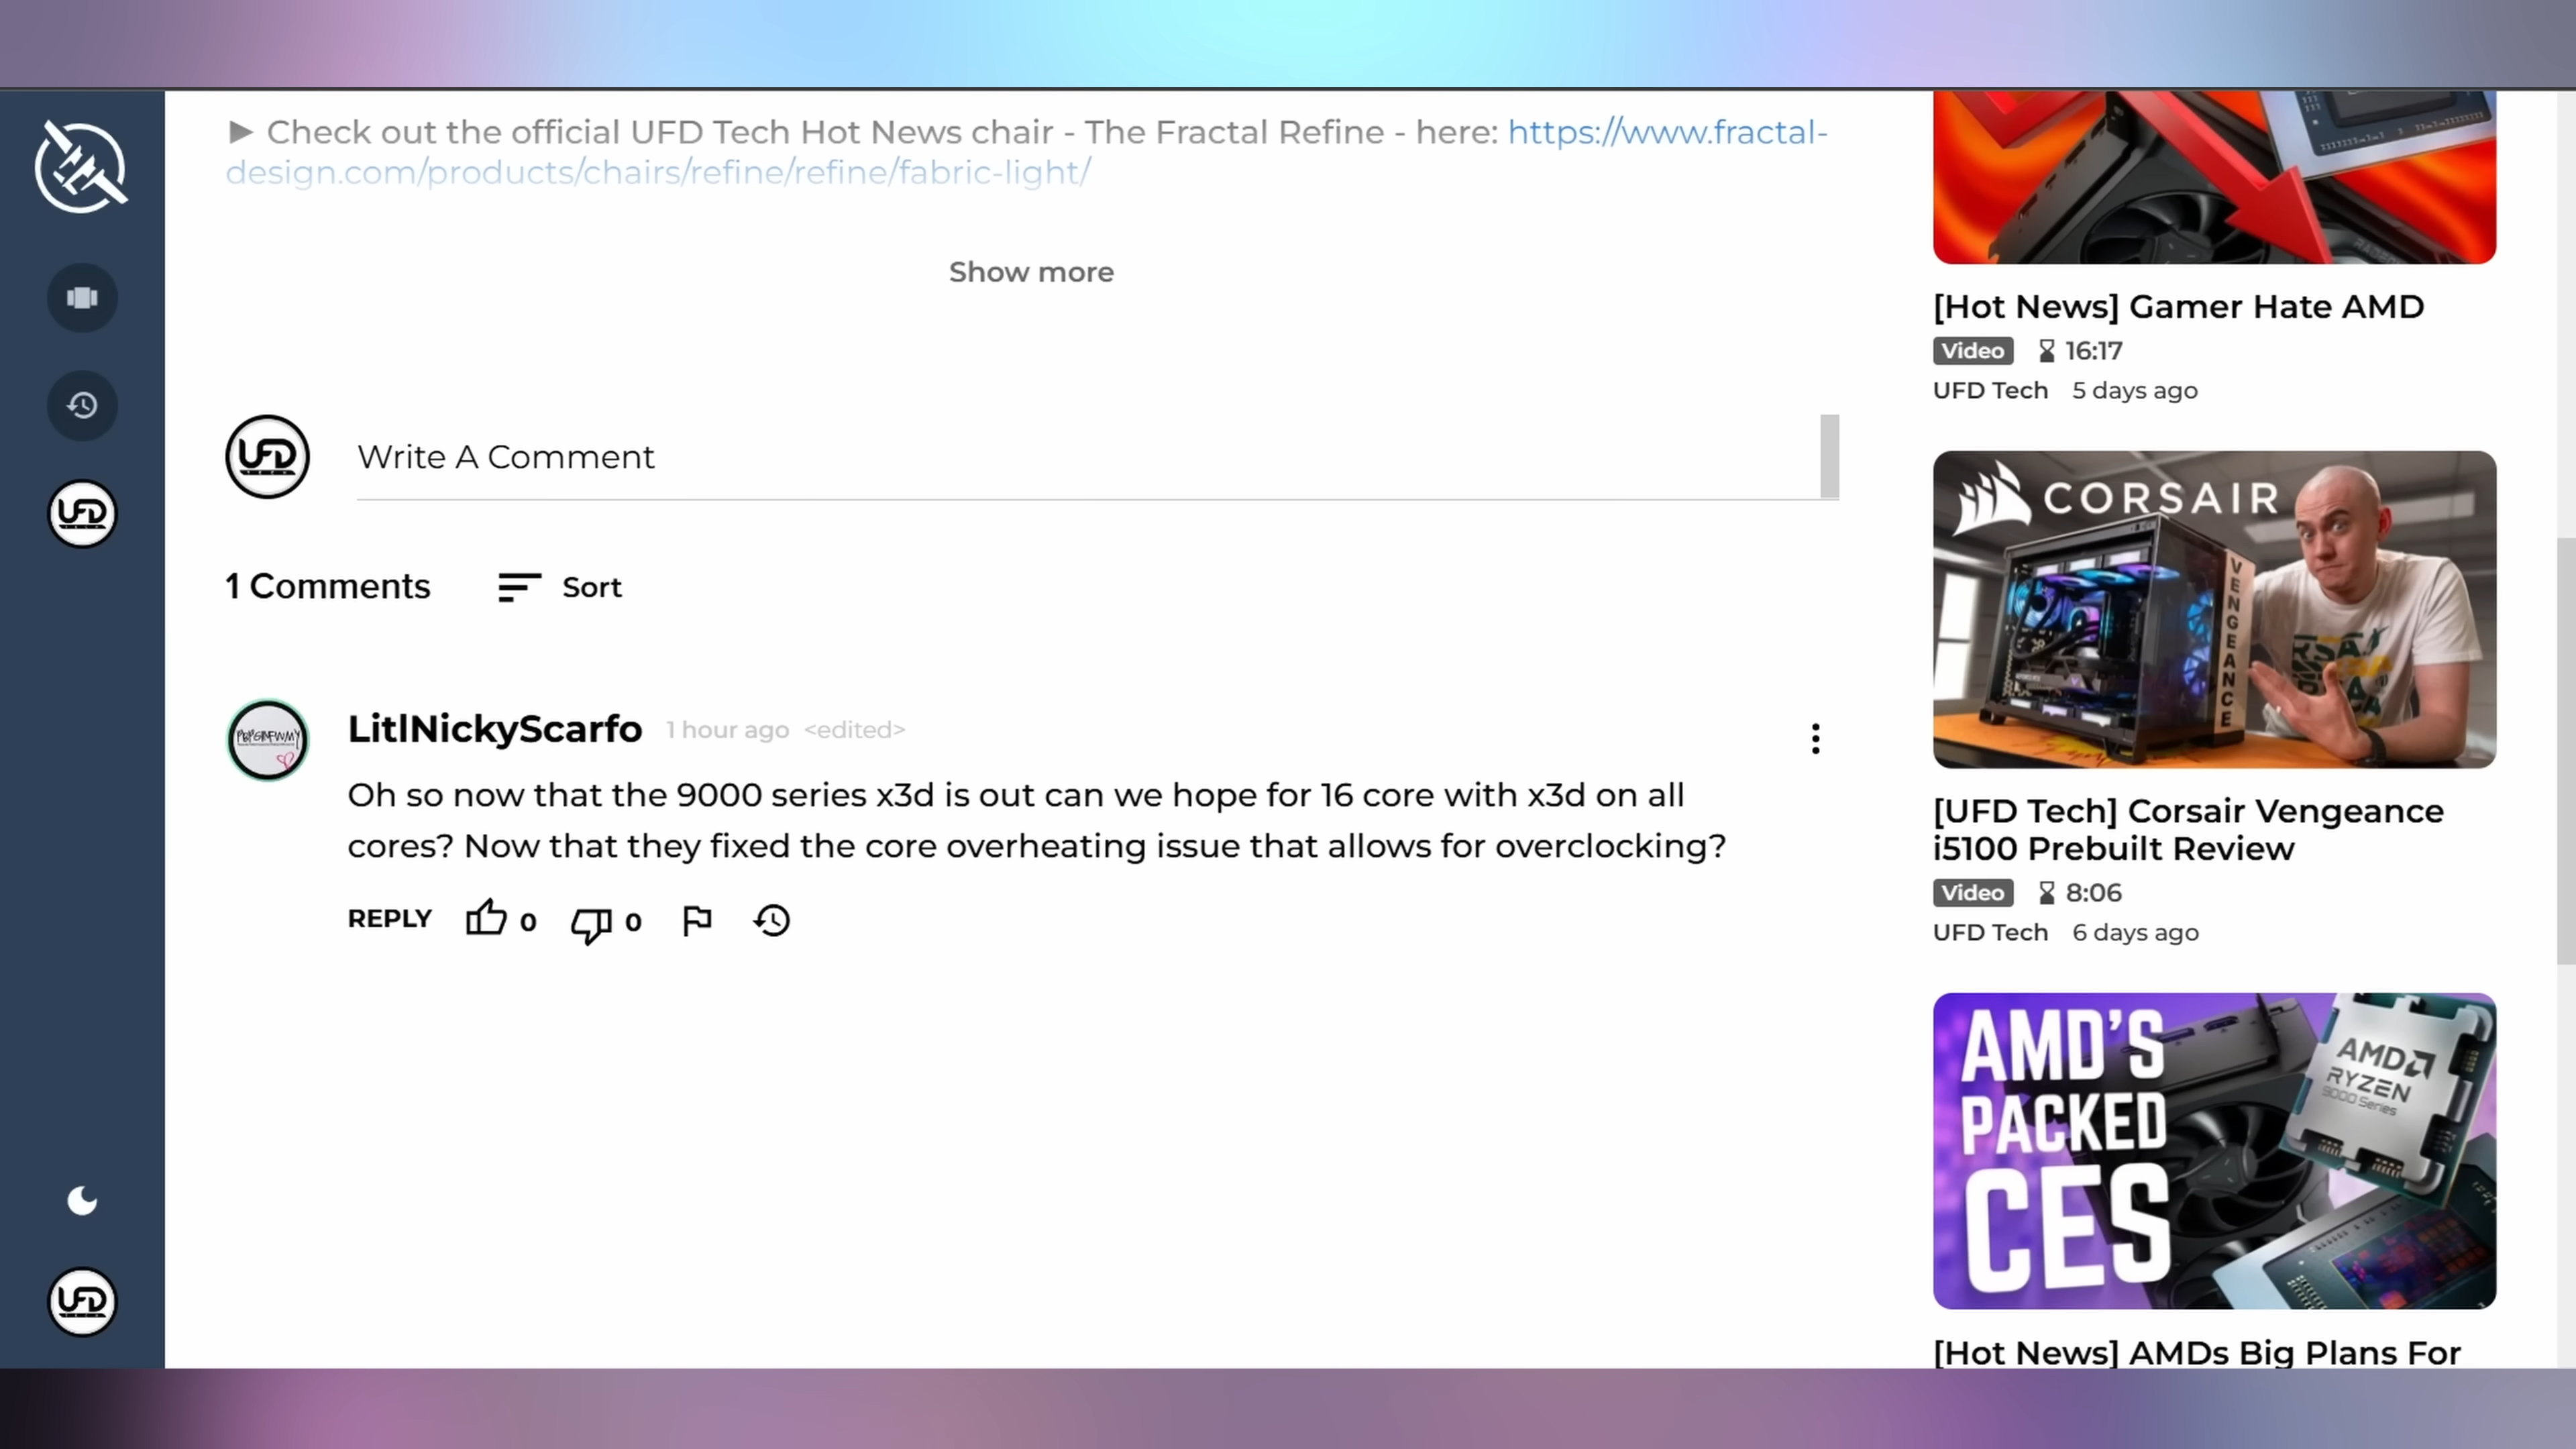 ► Check out the official UFD Tech Hot News chair - The Fractal Refine - here: https://www.fractal-
design.com/products/chairs/refine/refine/fabric-light/
Show more
UFD
Write A Comment
UFD
1 Comments
Sort
LitlNickyScarfo 1 hour ago <edited>
Oh so now that the 9000 series x3d is out can we hope for 16 core with x3d on all
cores? Now that they fixed the core overheating issue that allows for overclocking?
REPLY 0 0
UFD
[Hot News] Gamer Hate AMD
Video 16:17
UFD Tech 5 days ago
CORSAIR
VENGEANCE
[UFD Tech] Corsair Vengeance
i5100 Prebuilt Review
Video 8:06
UFD Tech 6 days ago
AMD'S
PACKED
CES
AMD
RYZEN
9000 Series
[Hot News] AMDs Big Plans For